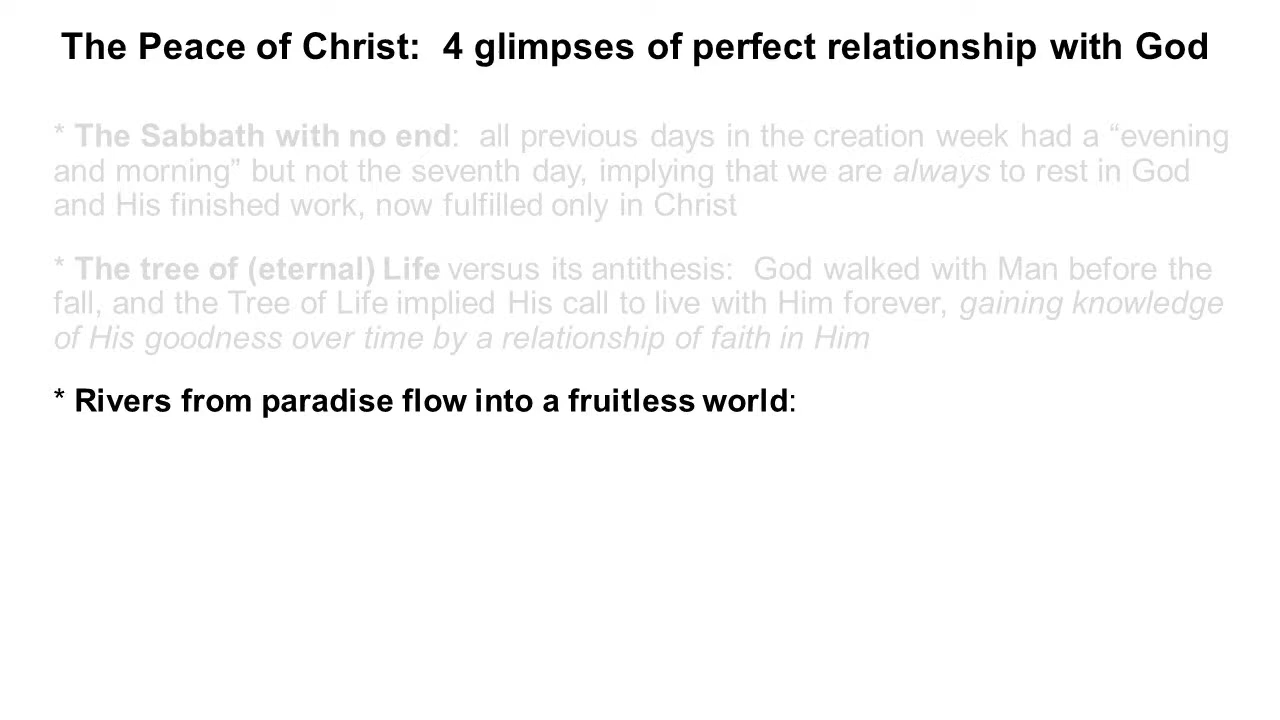 The Peace of Christ:  4 glimpses of perfect relationship with God
* The Sabbath with no end:  all previous days in the creation week had a “evening
and morning” but not the seventh day, implying that we are always to rest in God
and His finished work, now fulfilled only in Christ
* The tree of (eternal) Life versus its antithesis:  God walked with Man before the
fall, and the Tree of Life implied His call to live with Him forever, gaining knowledge
of His goodness over time by a relationship of faith in Him
* Rivers from paradise flow into a fruitless world: